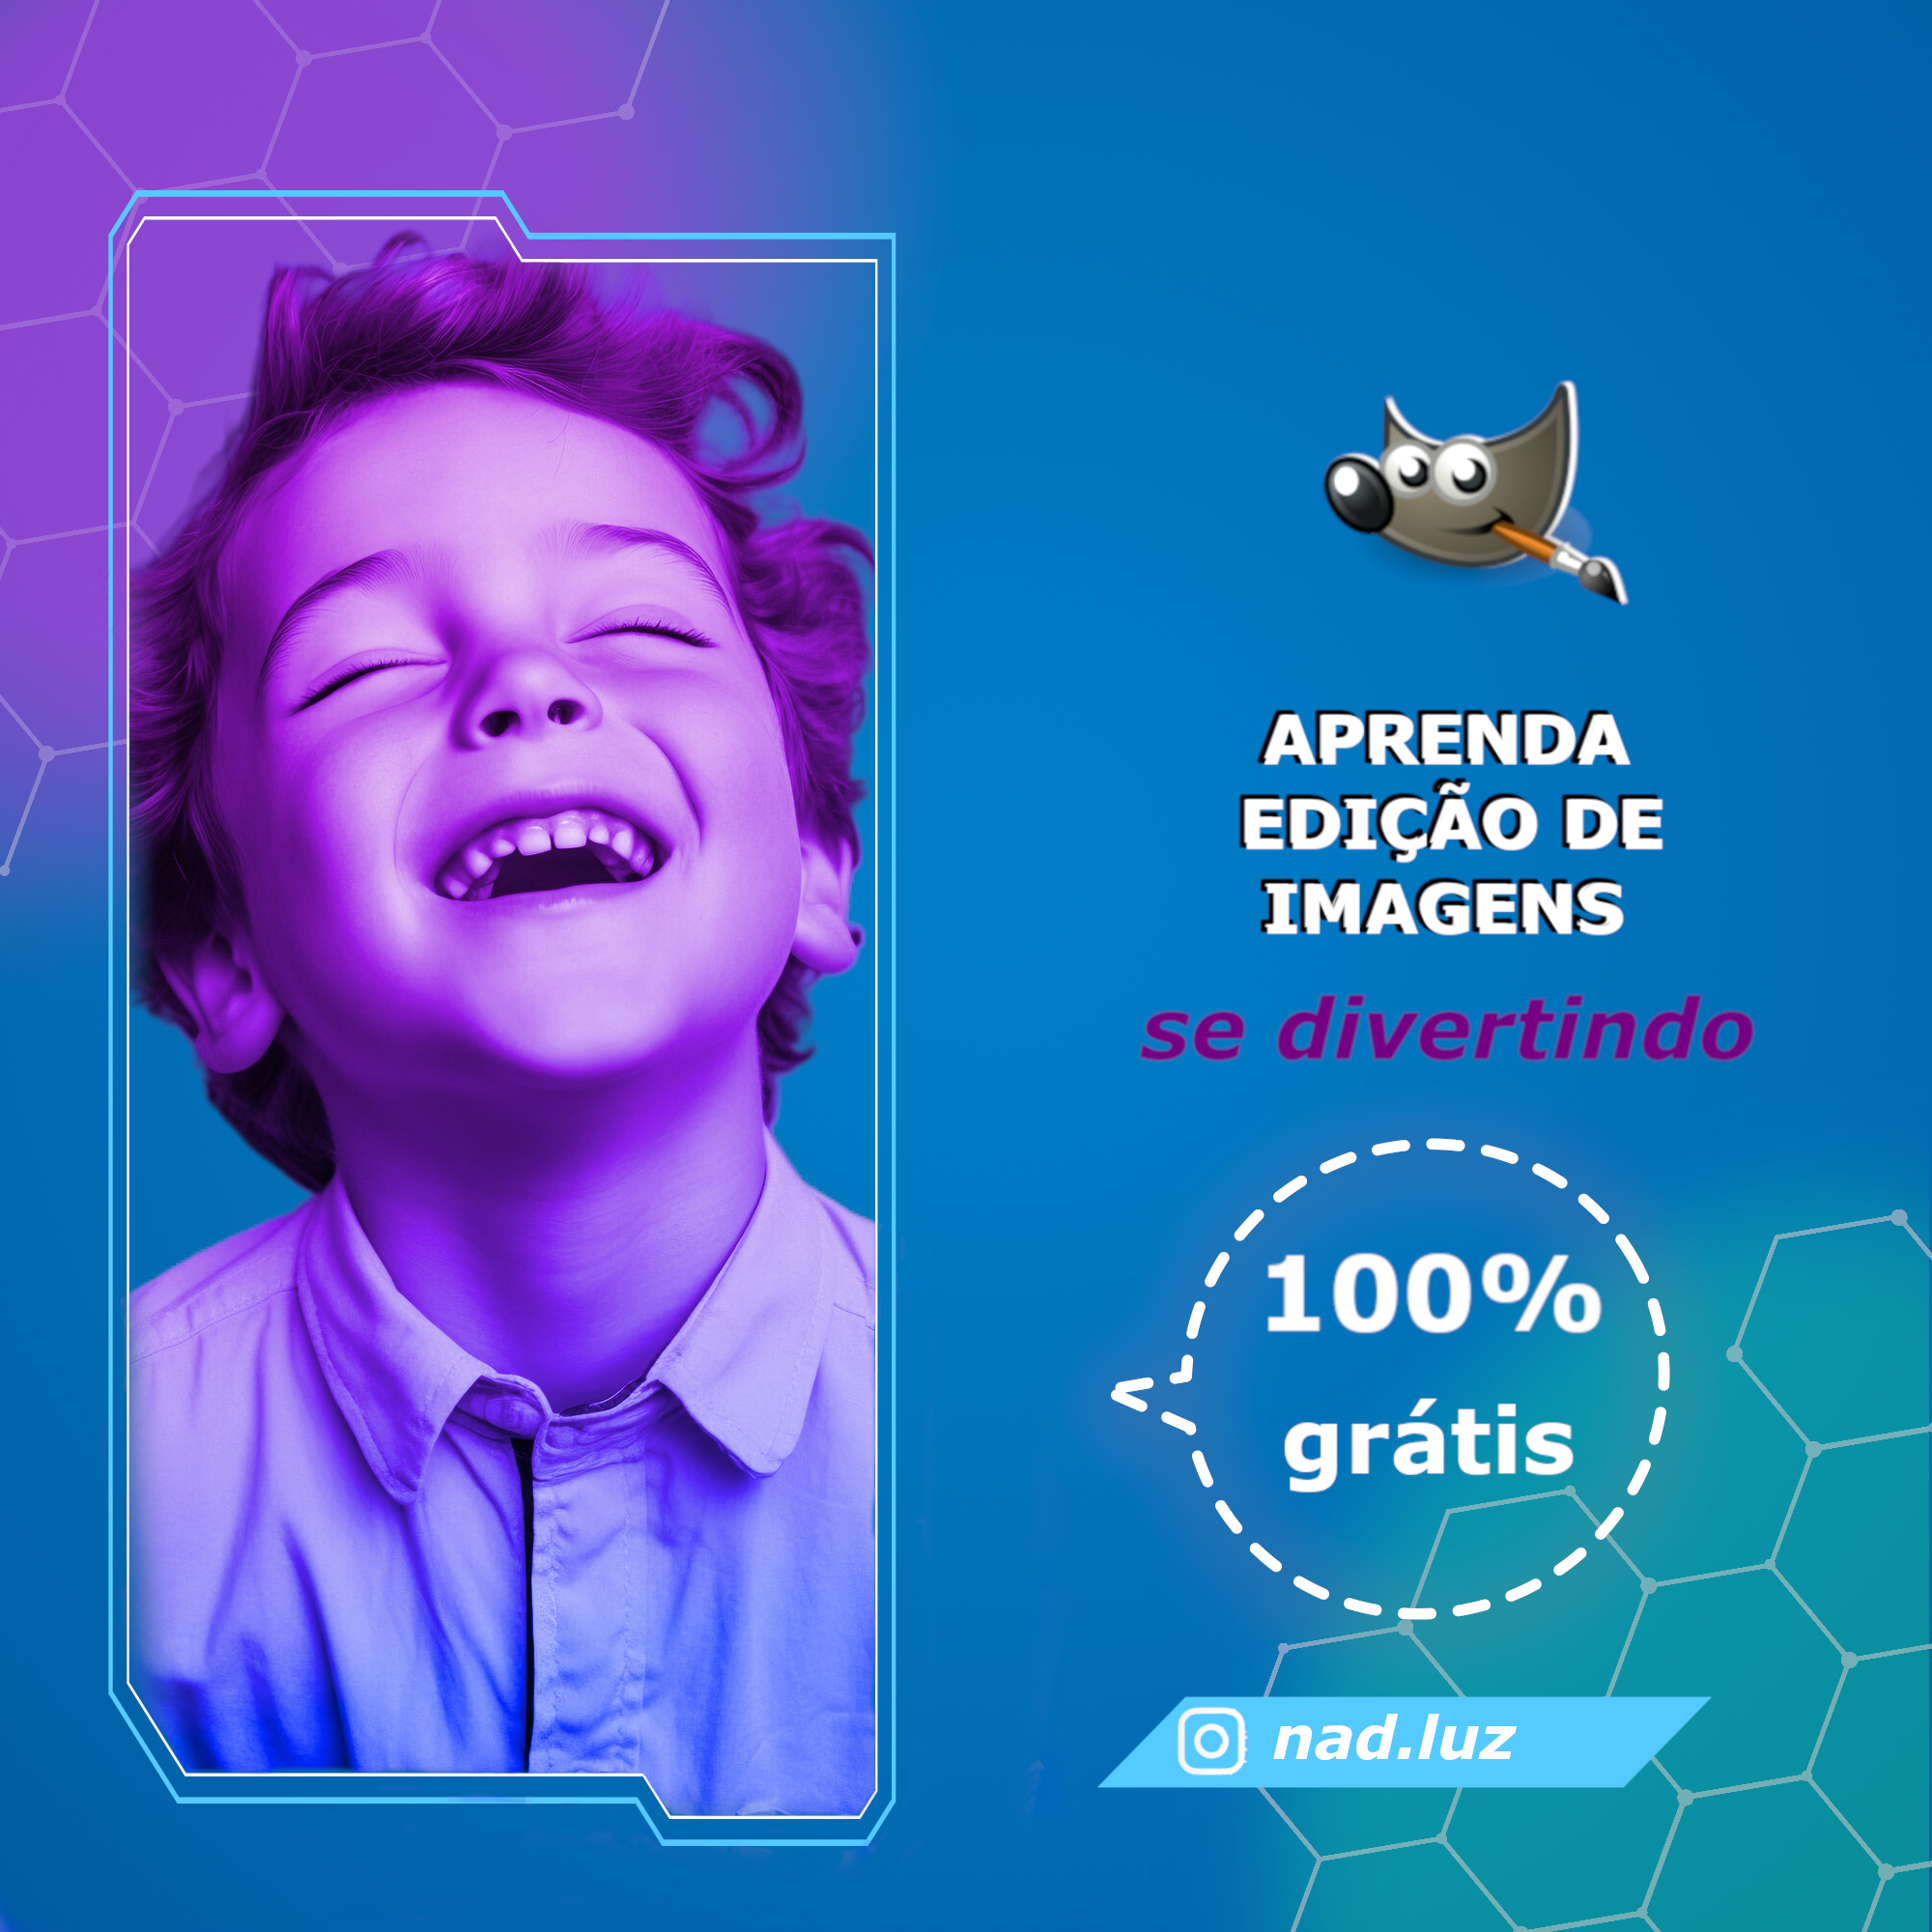 APRENDA
EDIÇÃO DE
IMAGENS
se divertindo
100%
grátis
nad.luz